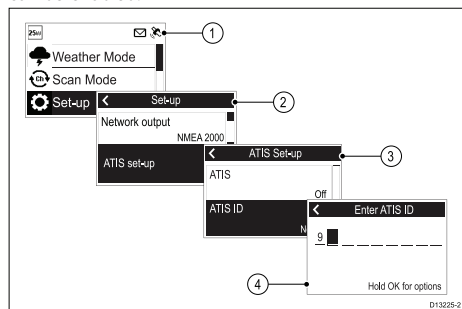 25W
1
Weather Mode
Ch
Scan Mode
Set-up
Set-up
2
Network output
NMEA 2000
ATIS set-up
ATIS Set-up
3
ATIS
Off
ATIS ID
N
Enter ATIS ID
9
4
Hold OK for options
D13225-2